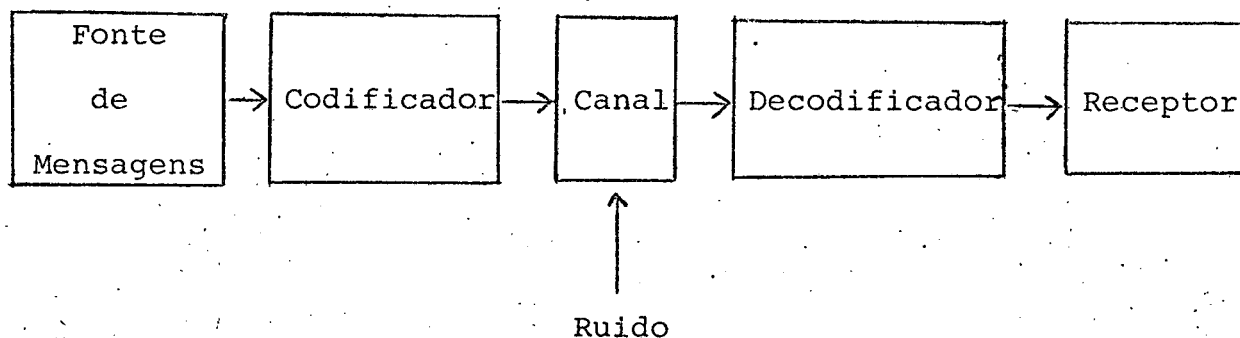 Fonte
de
Mensagens
Codificador
Canal
Decodificador
Receptor
Ruido